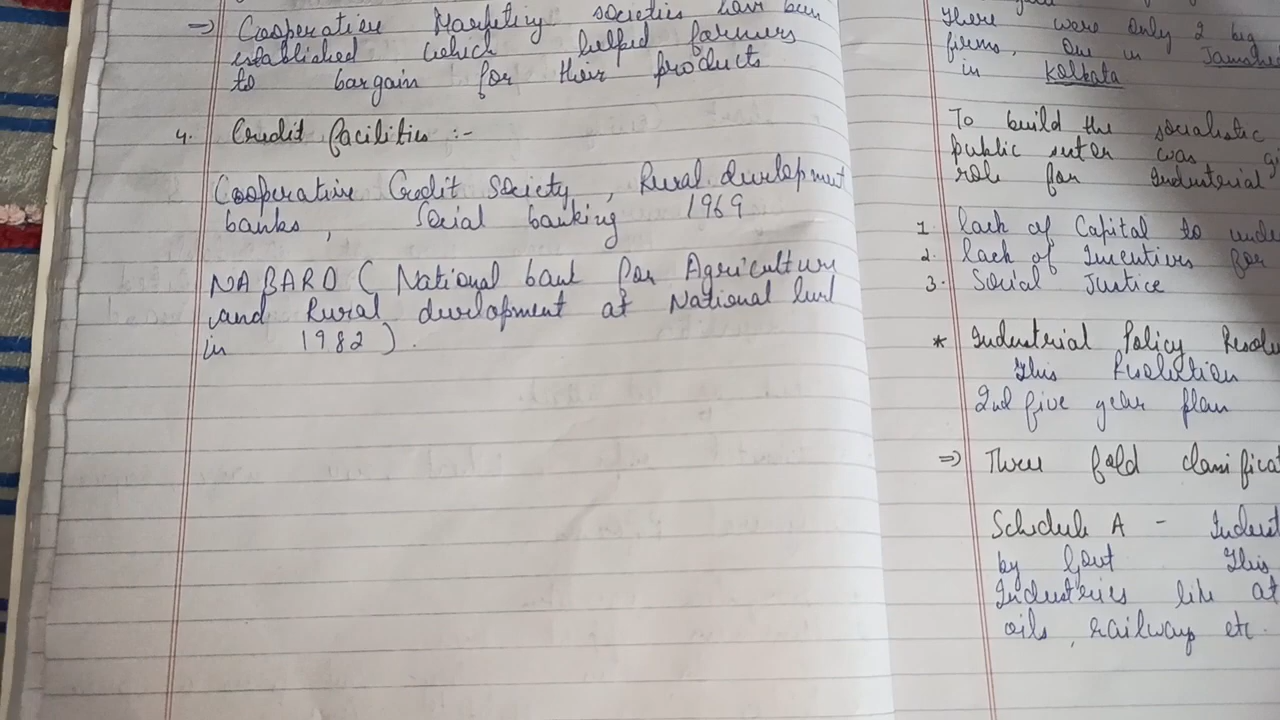 =) Cooperative Marketing societies have been
established which helped farmers
to bargain for their products
4. Credit facilities :-
Cooperative Credit Society, Rural development
banks, Social banking 1969
NABARD ( National bank for Agriculture
and Rural development at National level
in 1982 ).
There were only 2 big
firms. One in
in Kolkata
To build the socialistic
public sector was
role for Industrial
1. lack of Capital to
2. lack of Incentives for
3. Social Justice
* Industrial Policy
This Resolution
2nd five year plan
=) Three fold
Schedule A -
by Govt This
Industries like at
oils, railways etc.